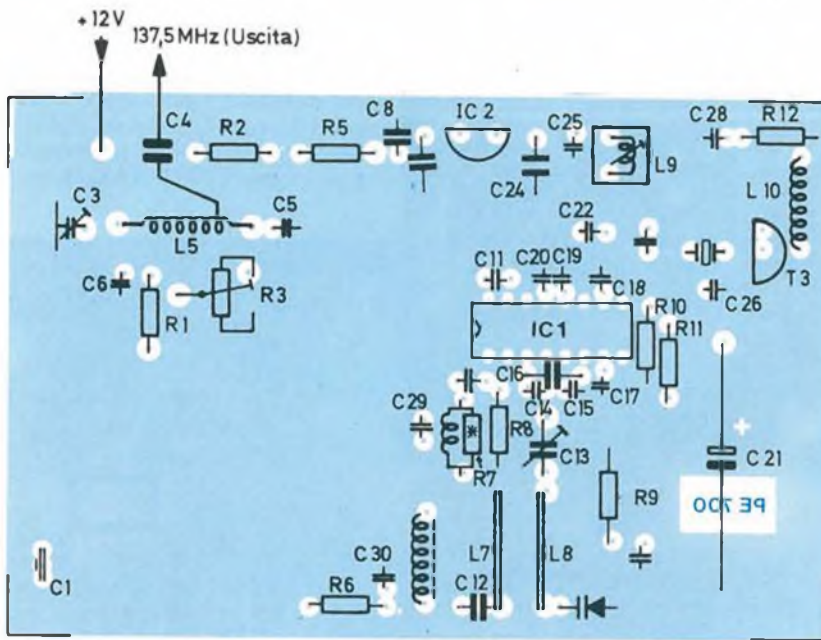 + 12V
137,5 MHz (Uscita)
C4
R2
R5
C8
IC 2
C25
C28
R12
C24
L9
L10
C3
L5
C5
C22
T3
C6
R1
R3
C11
C20
C19
C18
C26
IC1
R10
R11
C16
C14
C15
C17
C29
R8
C13
R7
*
R9
+
C21
PE 700
C1
C30
L7
L8
R6
C12